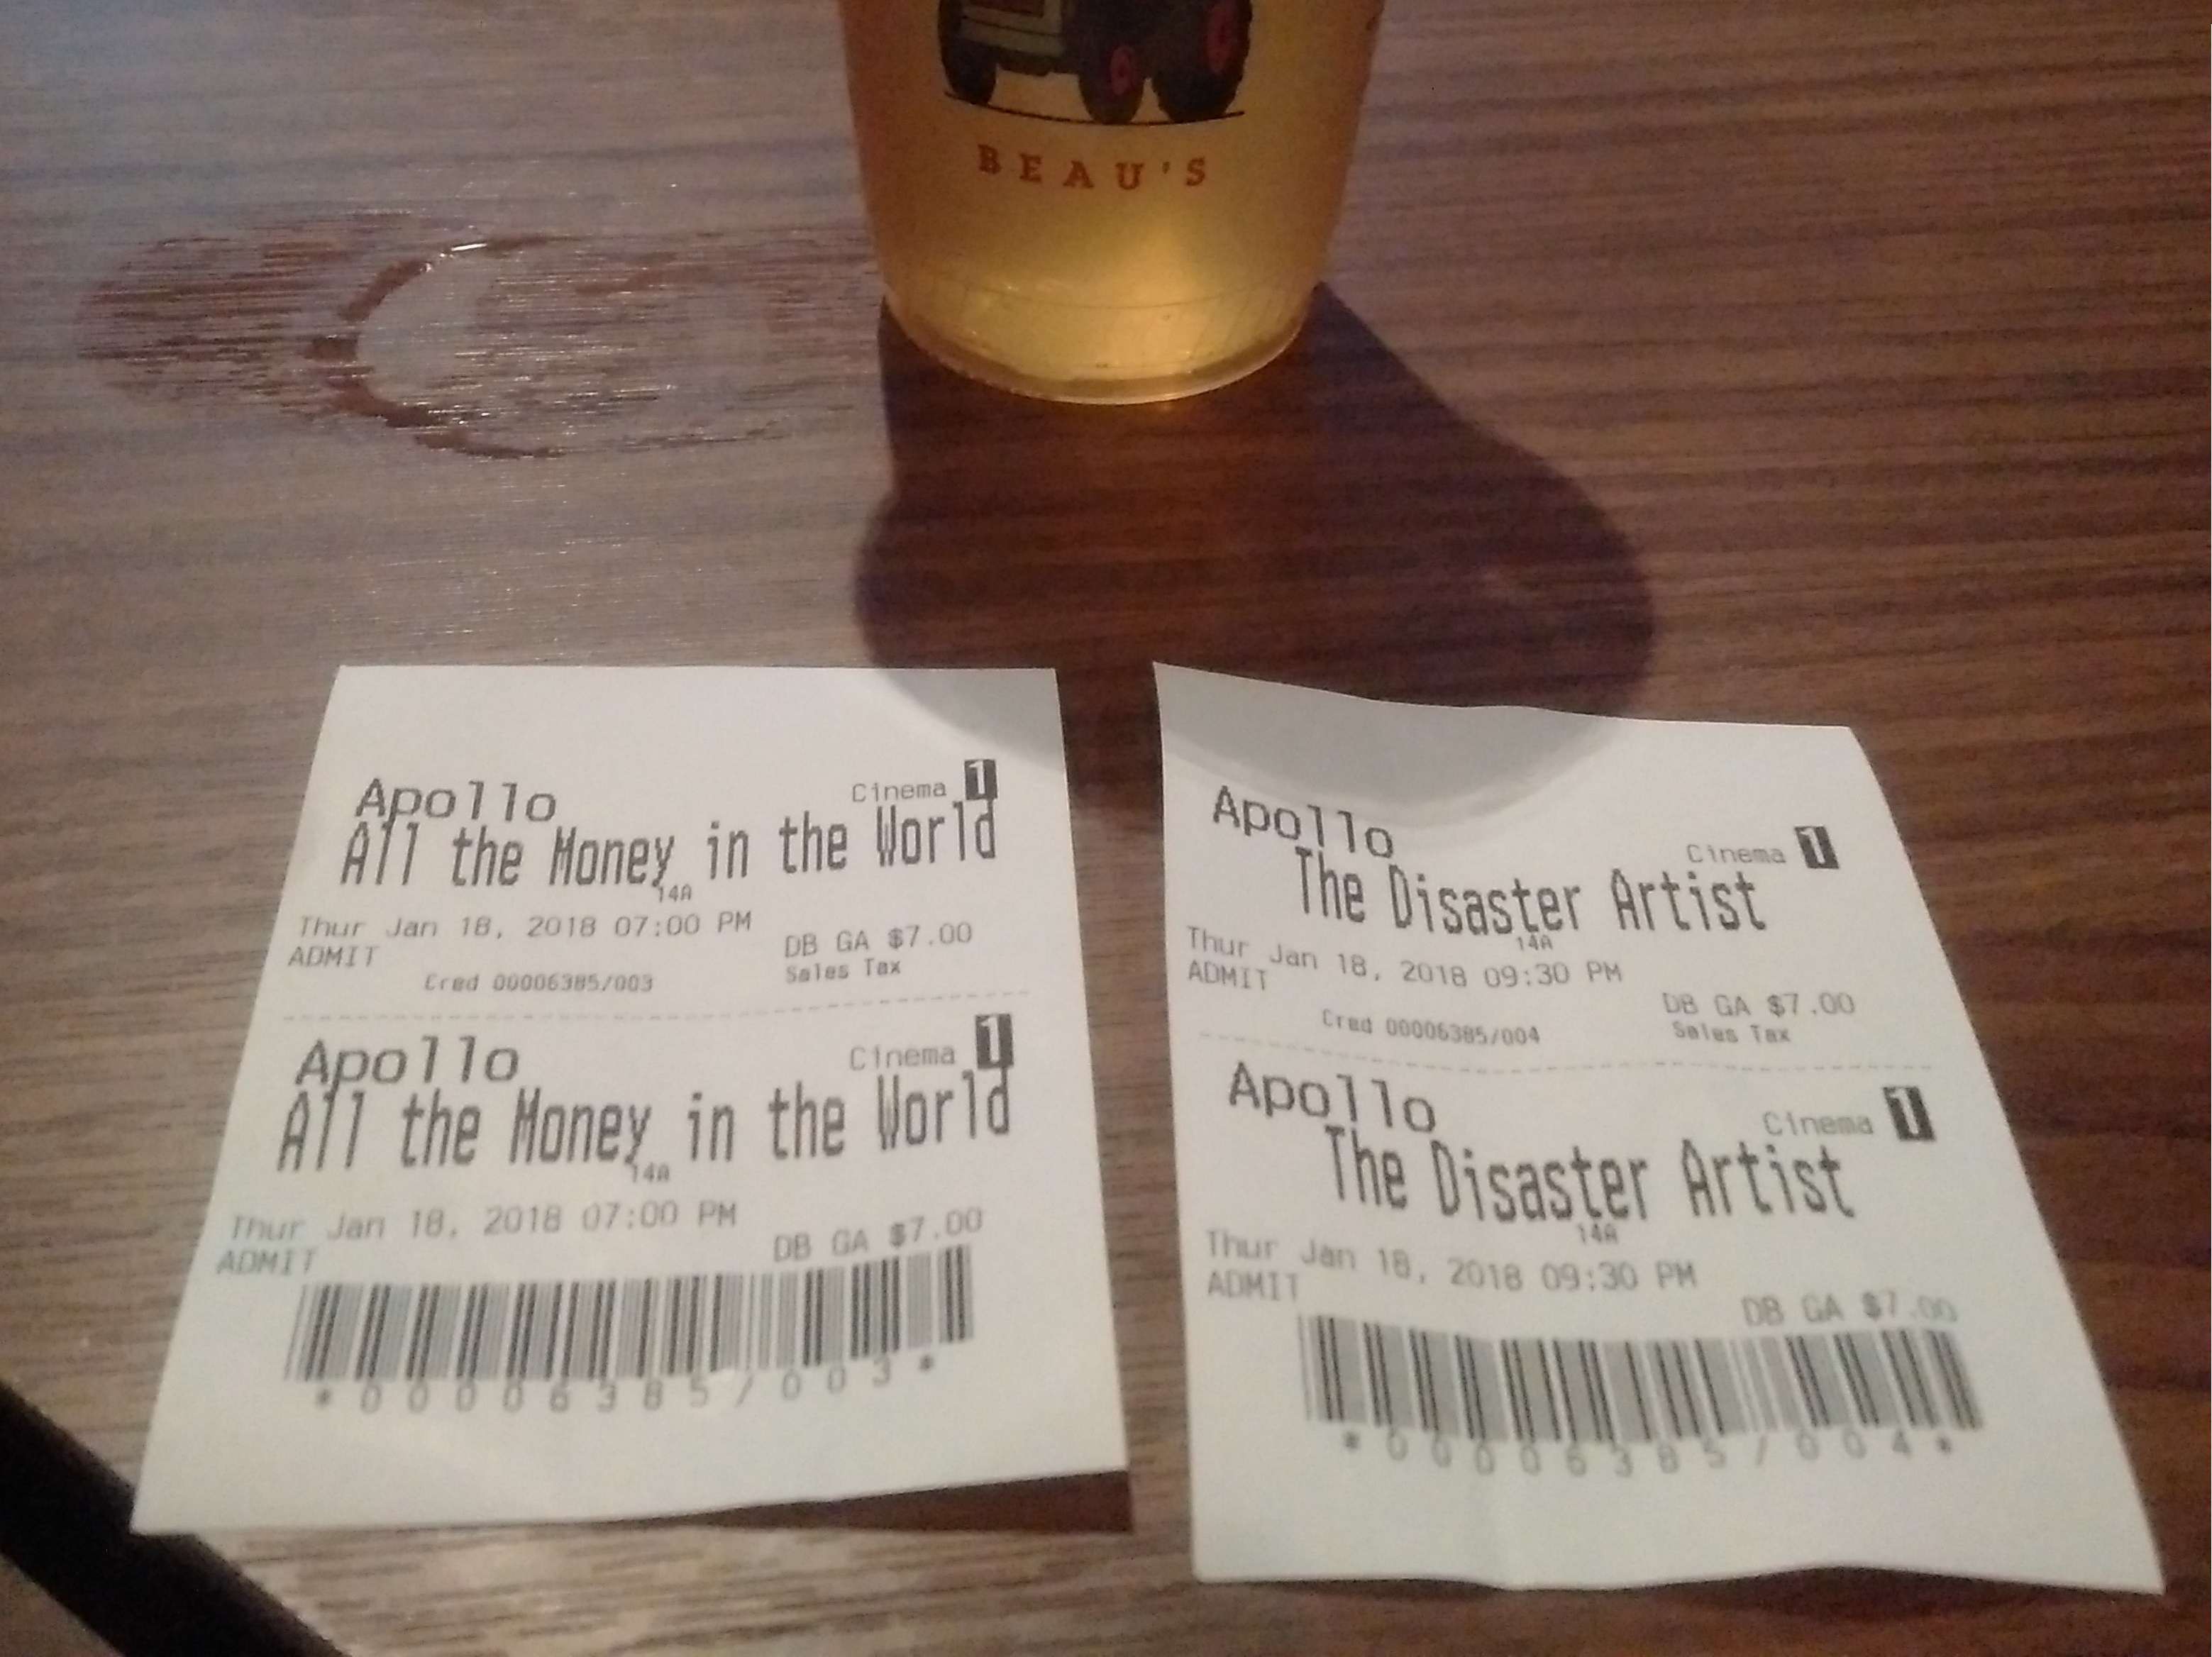 BEAU'S
Apollo
Cinema 1
All the Money in the World
14A
Thur Jan 18, 2018 07:00 PM
ADMIT
DB GA $7.00
Sales Tax
Cred 00006385/003
Apollo
Cinema 1
All the Money in the World
14A
Thur Jan 18, 2018 07:00 PM
ADMIT
DB GA $7.00
*00006385/003*
Apollo
Cinema 1
The Disaster Artist
14A
Thur Jan 18, 2018 09:30 PM
ADMIT
DB GA $7.00
Sales Tax
Cred 00006385/004
Apollo
Cinema 1
The Disaster Artist
14A
Thur Jan 18, 2018 09:30 PM
ADMIT
DB GA $7.00
*00006385/004*